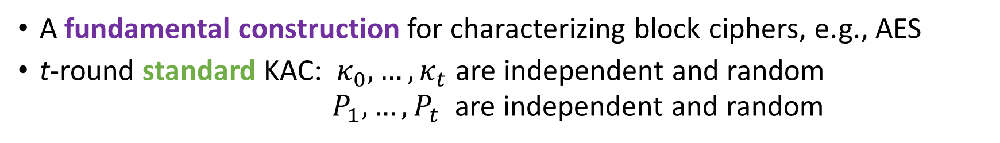 • A fundamental construction for characterizing block ciphers, e.g., AES
• t-round standard KAC: κ₀, … , κₜ are independent and random
P₁, … , Pₜ are independent and random